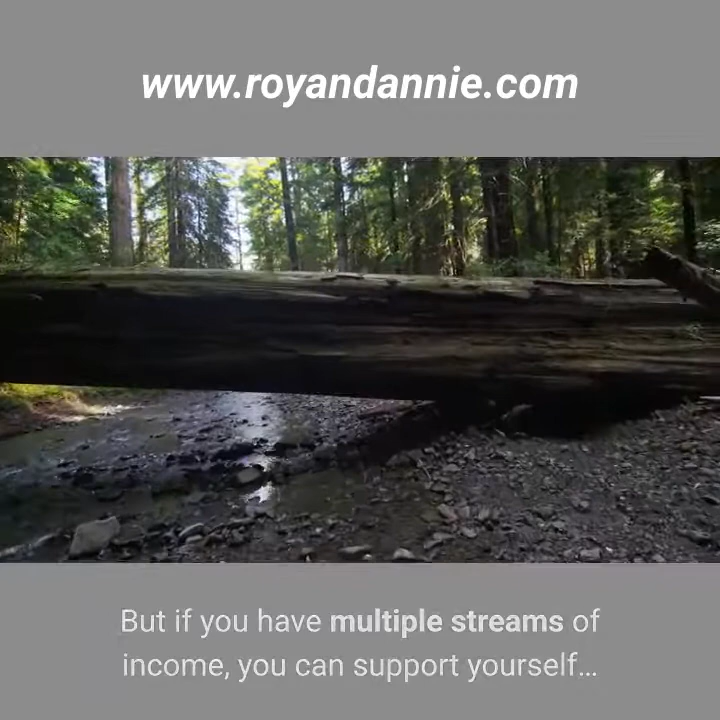 www.royandannie.com
But if you have multiple streams of
income, you can support yourself...